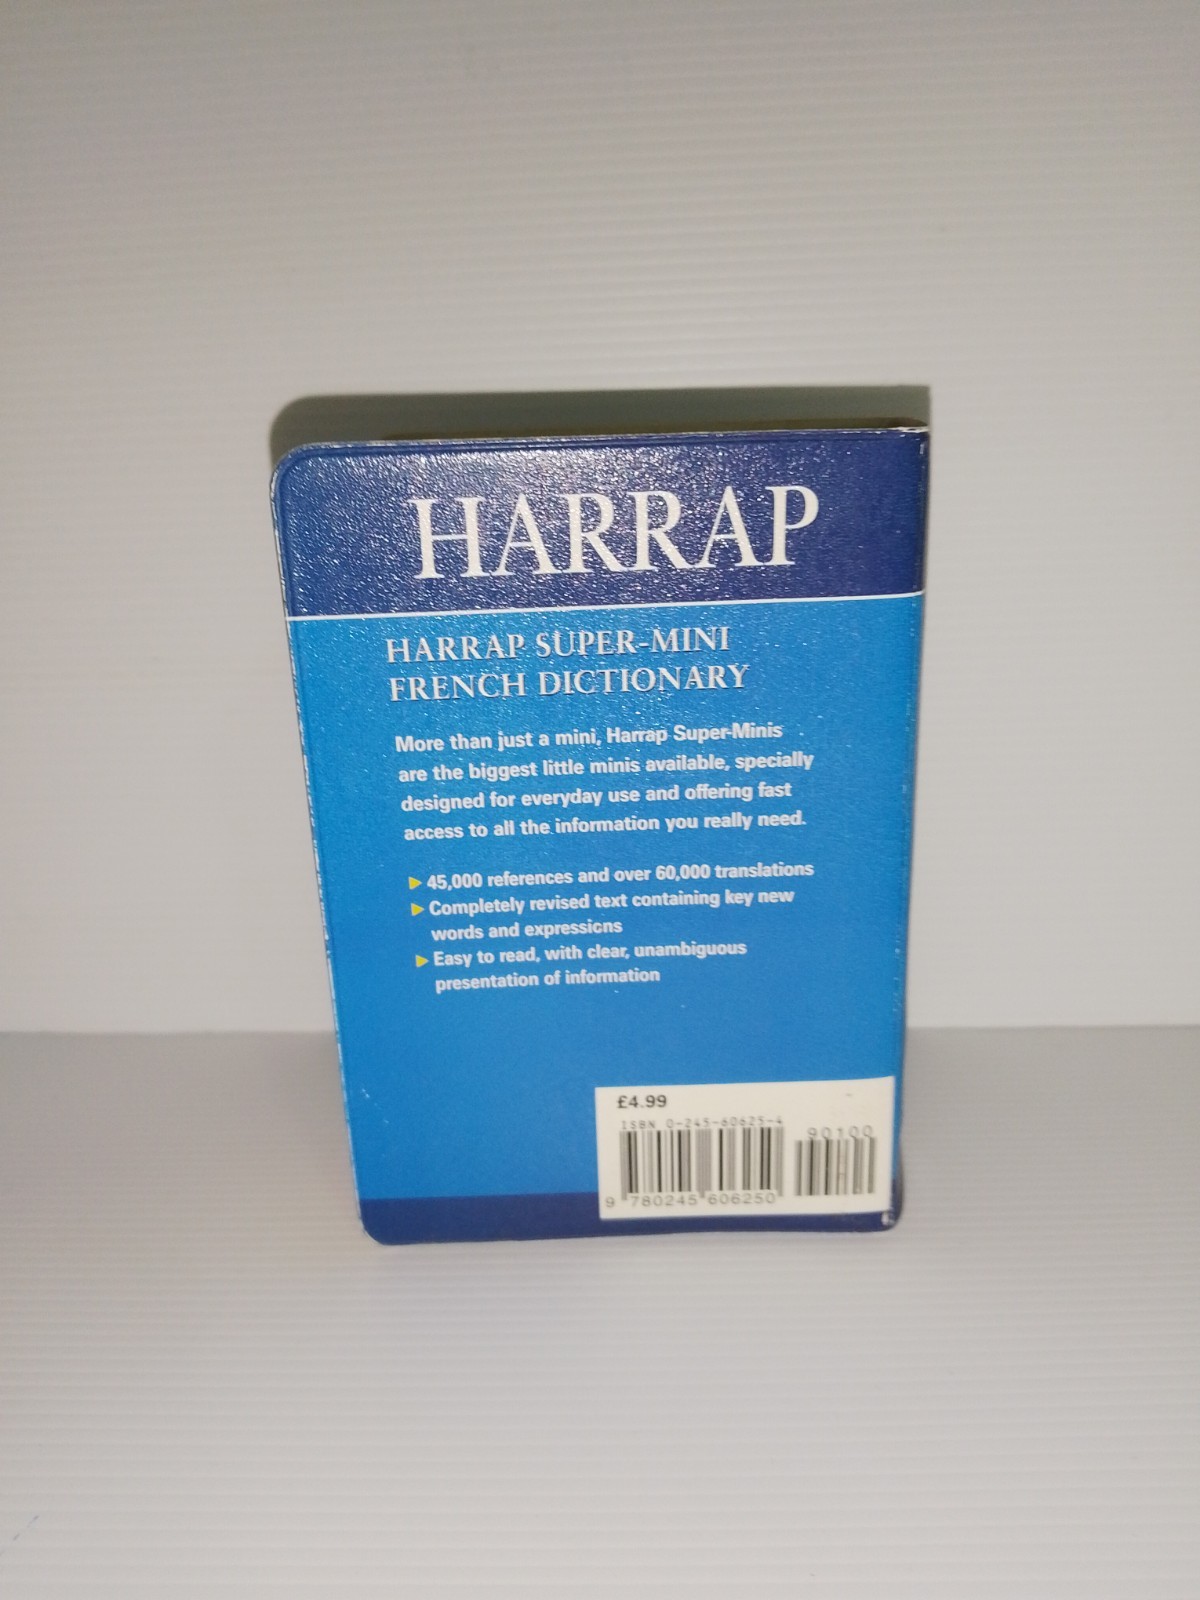 HARRAP
HARRAP SUPER-MINI
FRENCH DICTIONARY
More than just a mini, Harrap Super-Minis
are the biggest little minis available, specially
designed for everyday use and offering fast
access to all the information you really need.
45,000 references and over 60,000 translations
Completely revised text containing key new
words and expressions
Easy to read, with clear, unambiguous
presentation of information
£4.99
ISBN 0-245-60625-4
90100
9 780245 606250